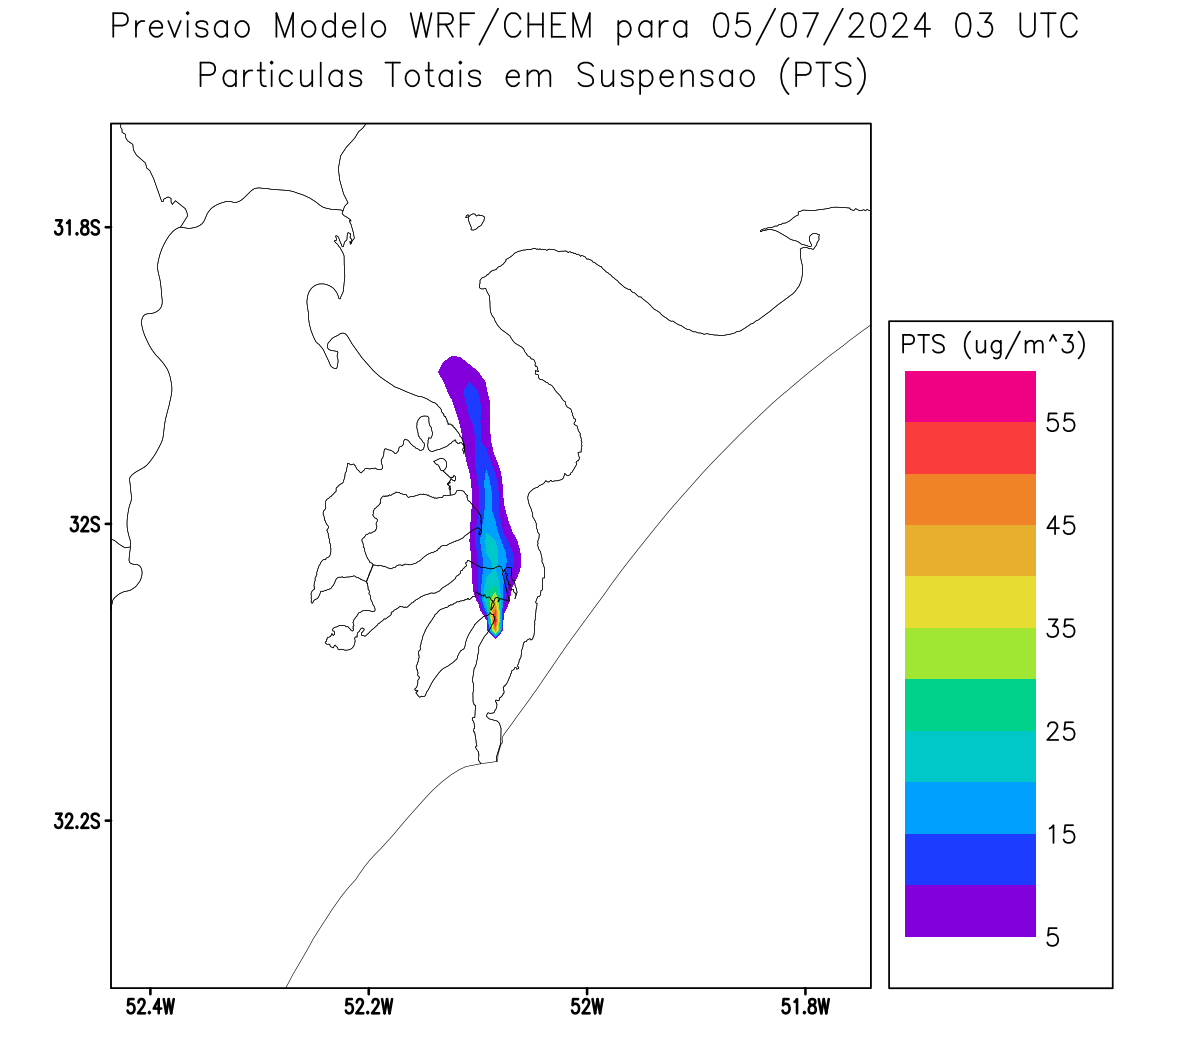 Previsao Modelo WRF/CHEM para 05/07/2024 03 UTC
Particulas Totais em Suspensao (PTS)
31.8S
32S
32.2S
52.4W
52.2W
52W
51.8W
PTS (ug/m^3)
55
45
35
25
15
5